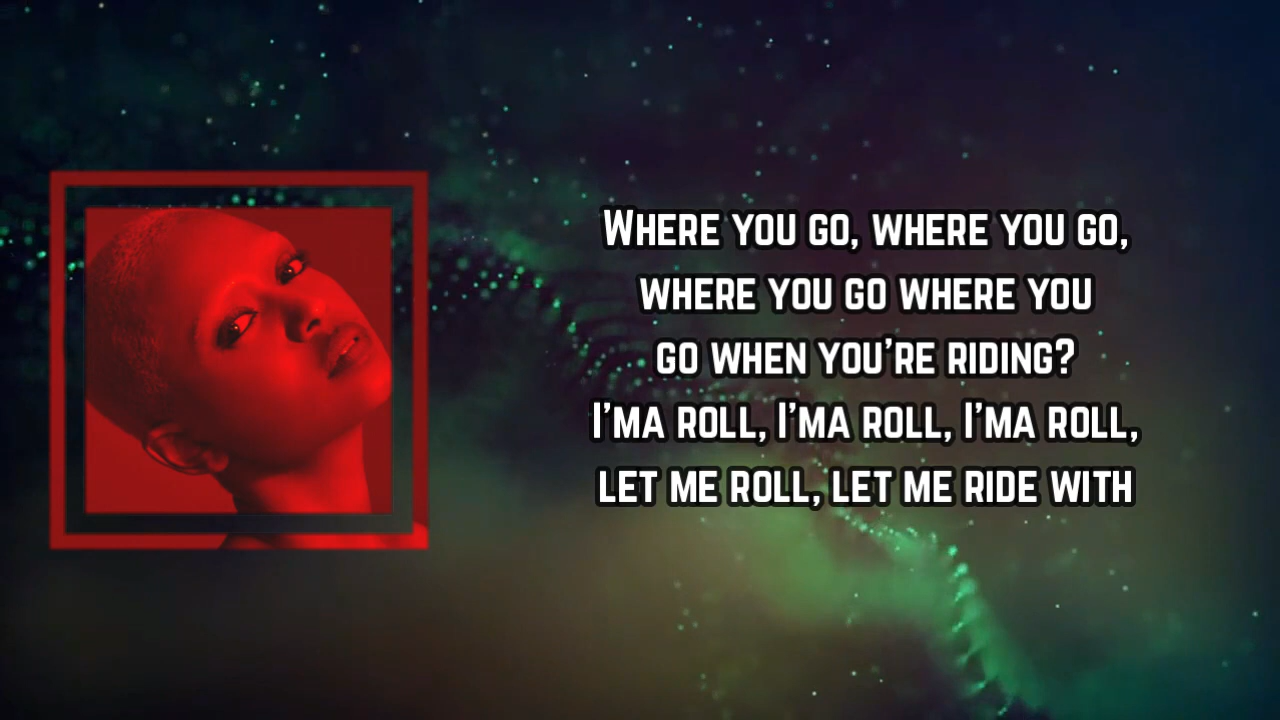 Where you go, where you go,
where you go where you
go when you're riding?
I'ma roll, I'ma roll, I'ma roll,
let me roll, let me ride with